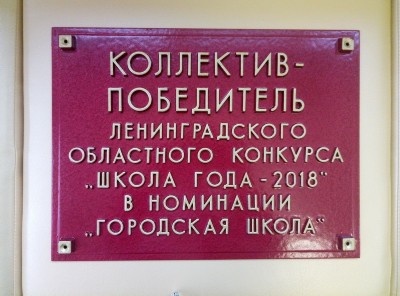 КОЛЛЕКТИВ-
ПОБЕДИТЕЛЬ
ЛЕНИНГРАДСКОГО
ОБЛАСТНОГО КОНКУРСА
„ШКОЛА ГОДА-2018"
В НОМИНАЦИИ
„ГОРОДСКАЯ ШКОЛА"